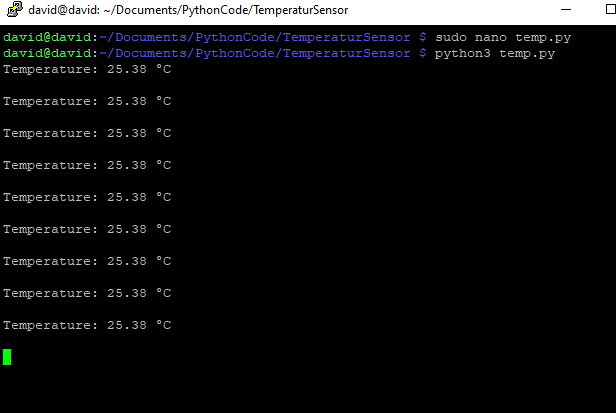 david@david: ~/Documents/PythonCode/TemperaturSensor
david@david:~/Documents/PythonCode/TemperaturSensor $ sudo nano temp.py
david@david:~/Documents/PythonCode/TemperaturSensor $ python3 temp.py
Temperature: 25.38 °C
Temperature: 25.38 °C
Temperature: 25.38 °C
Temperature: 25.38 °C
Temperature: 25.38 °C
Temperature: 25.38 °C
Temperature: 25.38 °C
Temperature: 25.38 °C
Temperature: 25.38 °C